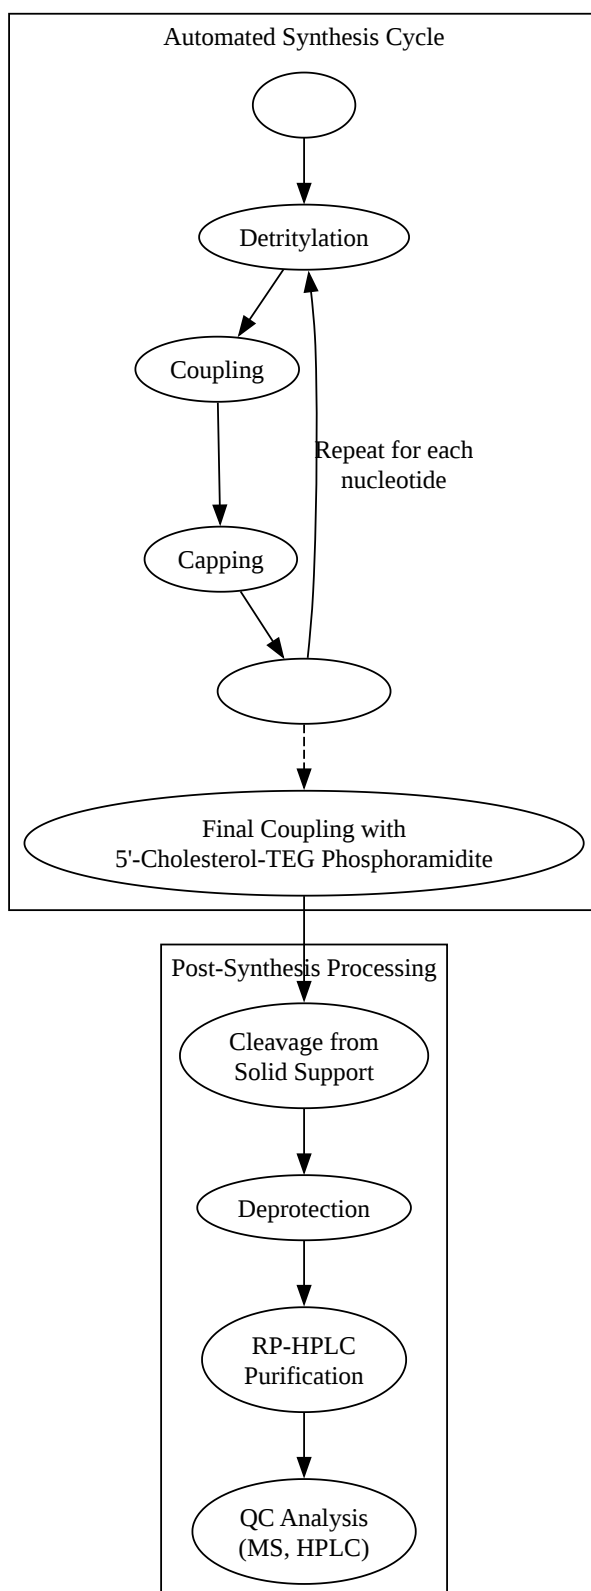 Automated Synthesis Cycle
Detritylation
Coupling
Repeat for each
nucleotide
Capping
Final Coupling with
5'-Cholesterol-TEG Phosphoramidite
Post-Synthesis Processing
Cleavage from
Solid Support
Deprotection
RP-HPLC
Purification
QC Analysis
(MS, HPLC)